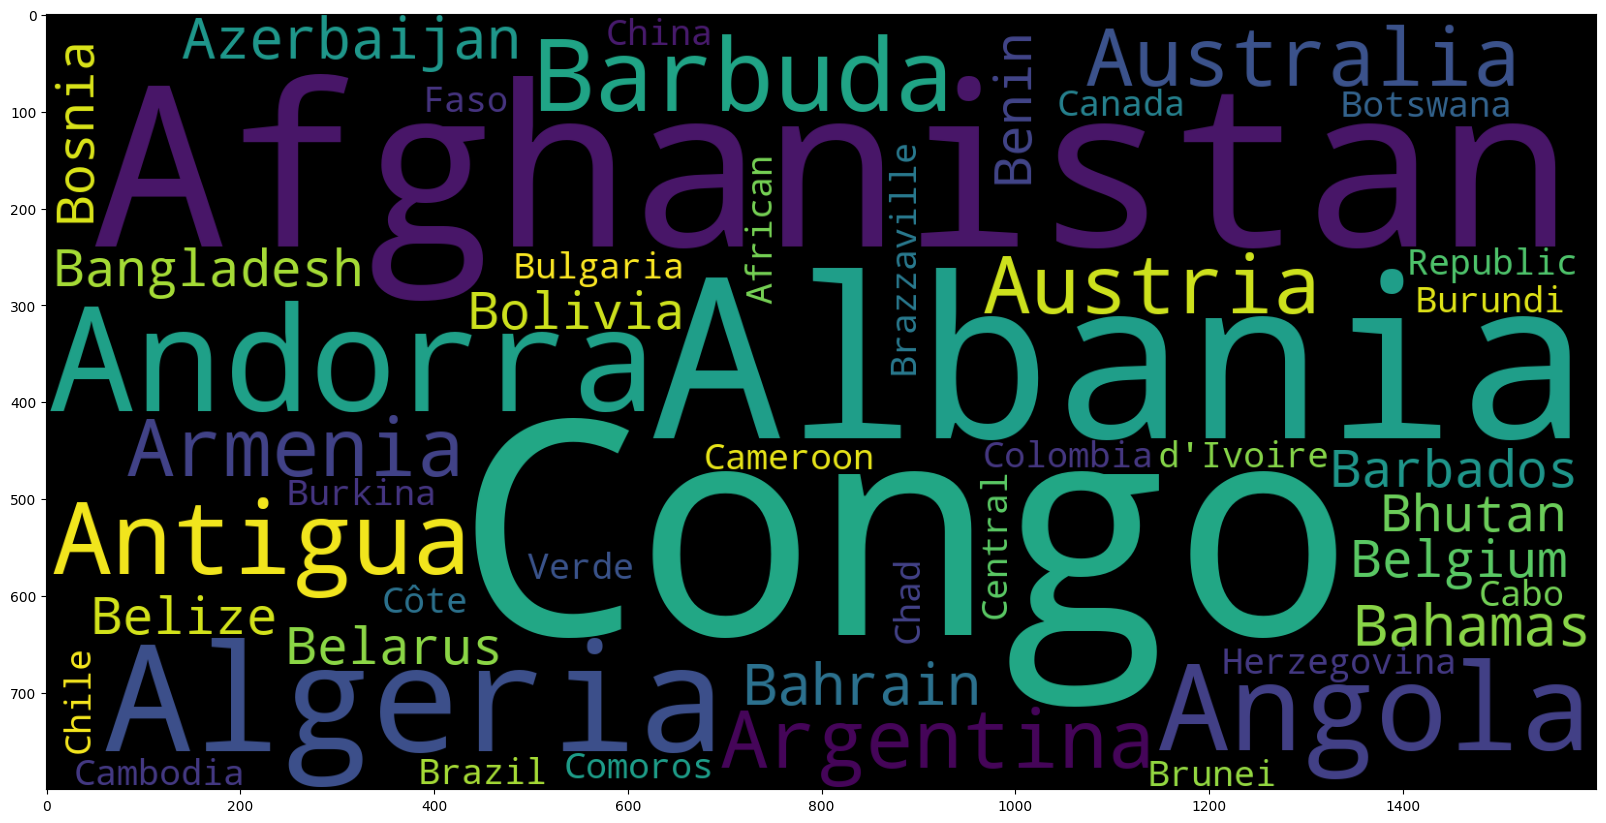 0
100
200
300
400
500
600
700
0
200
400
600
800
1000
1200
1400
Azerbaijan
China
Barbuda
Australia
Bosnia
Faso
Benin
Canada
Botswana
Afghanistan
African
Brazzaville
Bangladesh
Bulgaria
Austria
Republic
Bolivia
Burundi
Andorra
Albania
Armenia
Cameroon
Colombia
d'Ivoire
Barbados
Burkina
Congo
Central
Bhutan
Antigua
Verde
Chad
Belgium
Côte
Cabo
Belize
Belarus
Bahamas
Chile
Algeria
Bahrain
Herzegovina
Angola
Argentina
Cambodia
Brazil
Comoros
Brunei